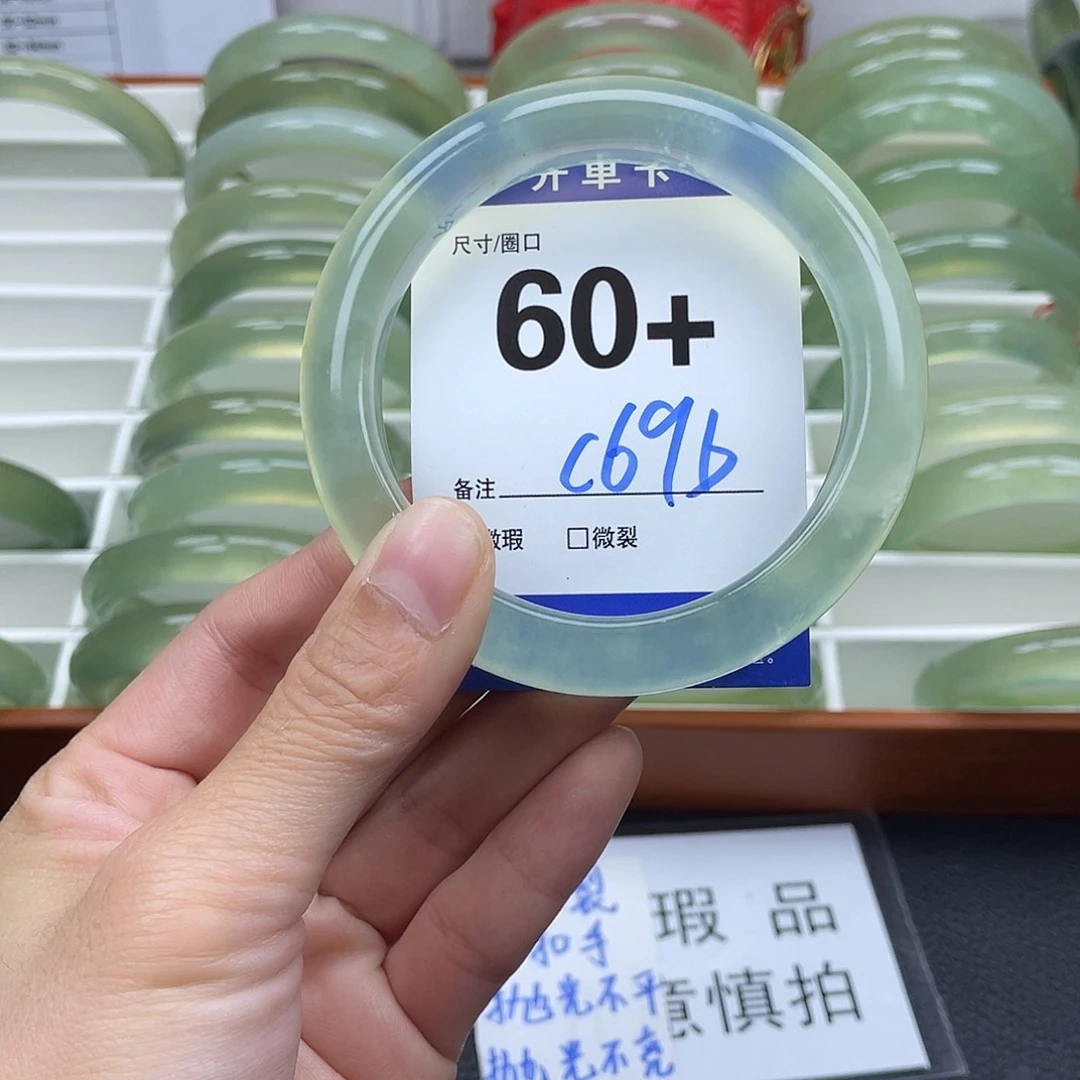 开单卡
尺寸/圈口
60+
c69b
备注
微瑕 □微裂
裂
扣手
抛光不平
抛光不亮
瑕 品
意慎拍